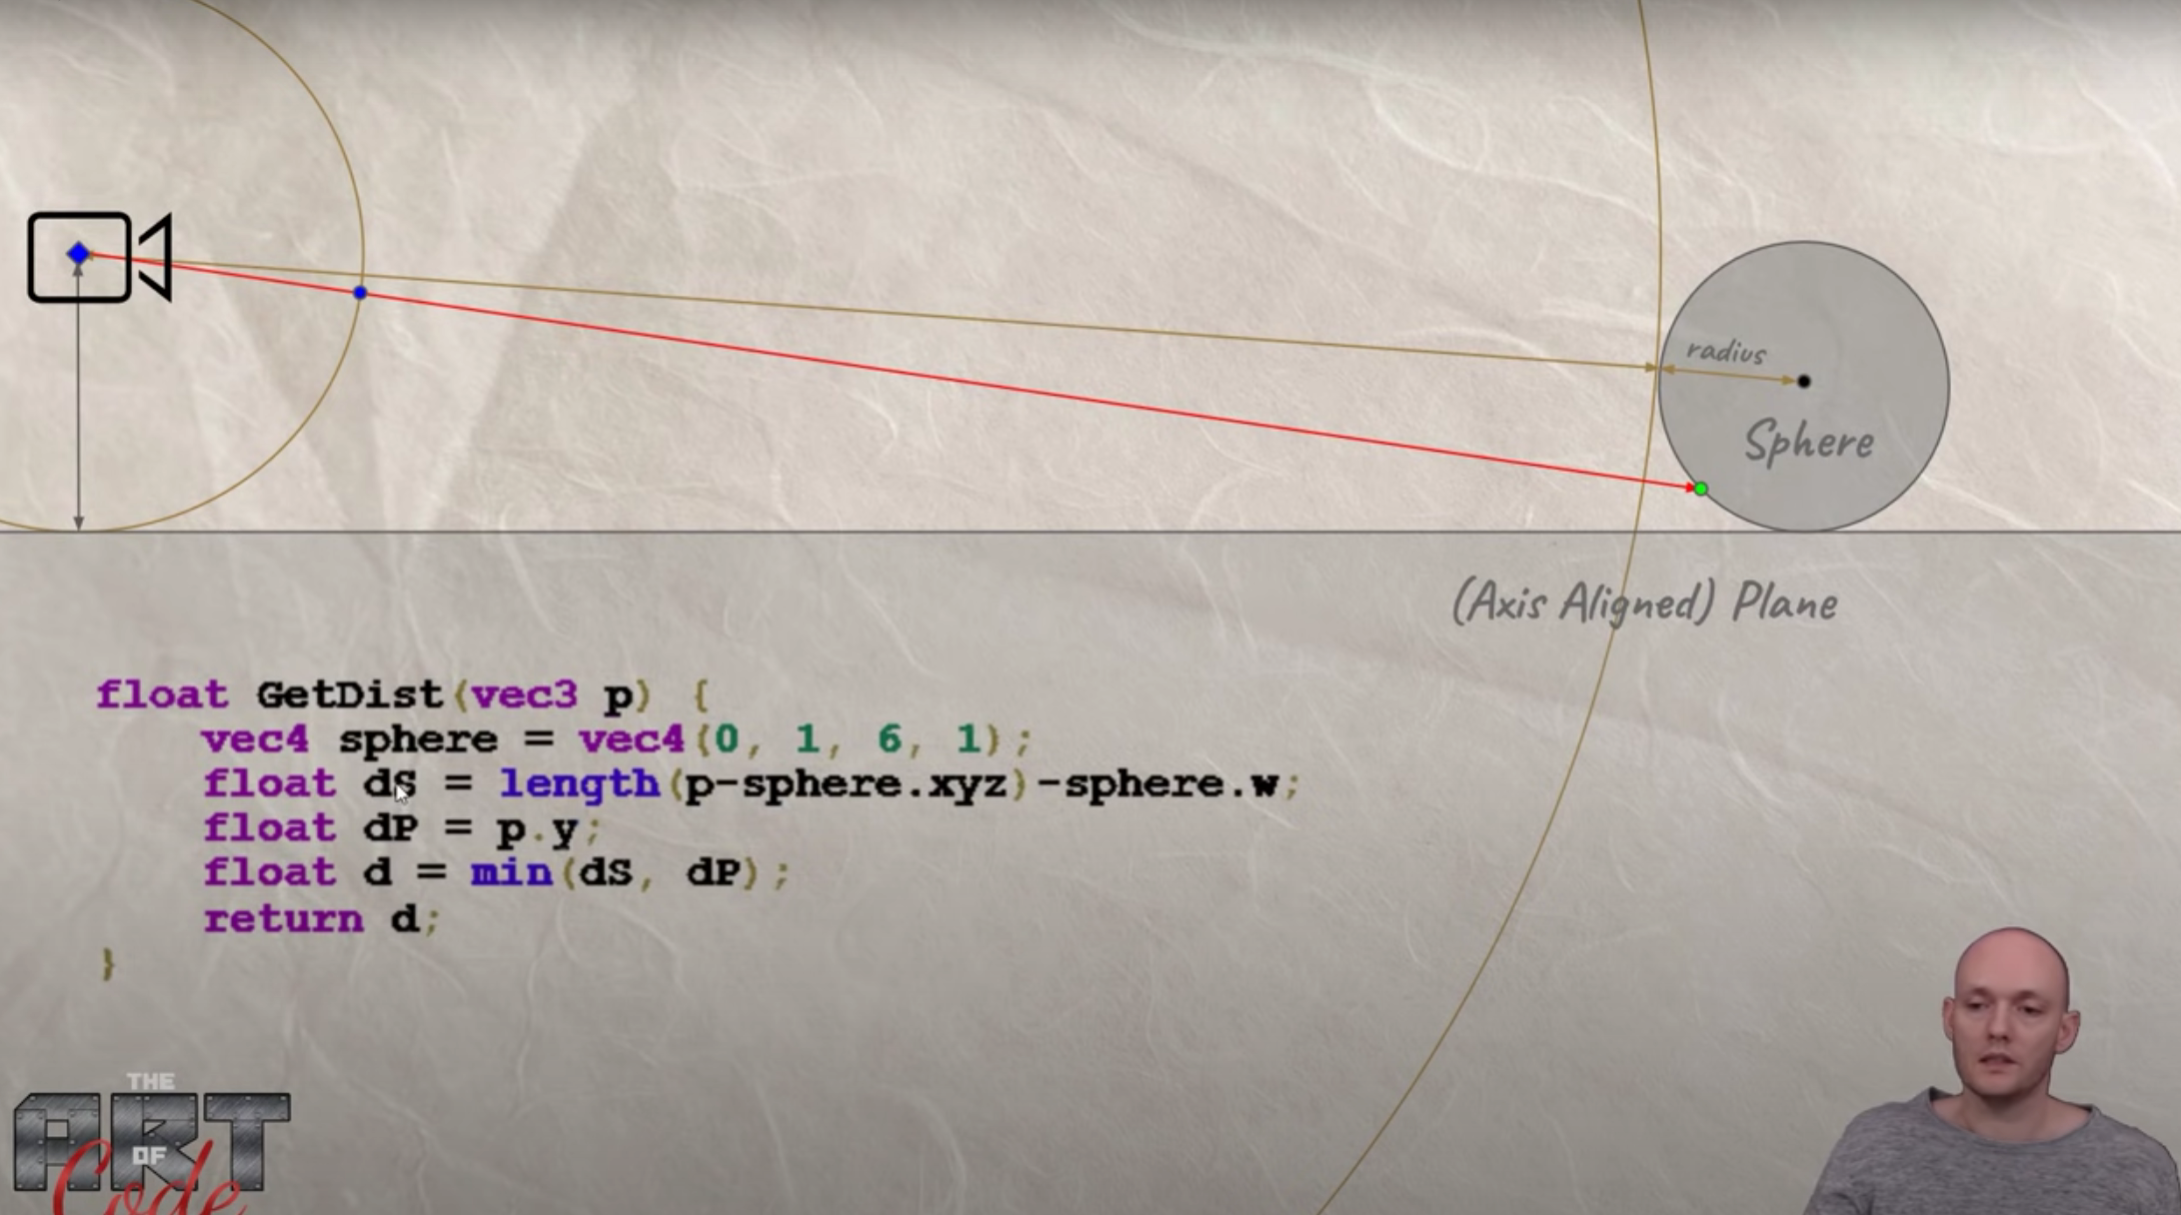 radius
Sphere
(Axis Aligned) Plane
float GetDist(vec3 p) {
    vec4 sphere = vec4(0, 1, 6, 1);
    float dS = length(p-sphere.xyz)-sphere.w;
    float dP = p.y;
    float d = min(dS, dP);
    return d;
}
THE
ART
OF
Code